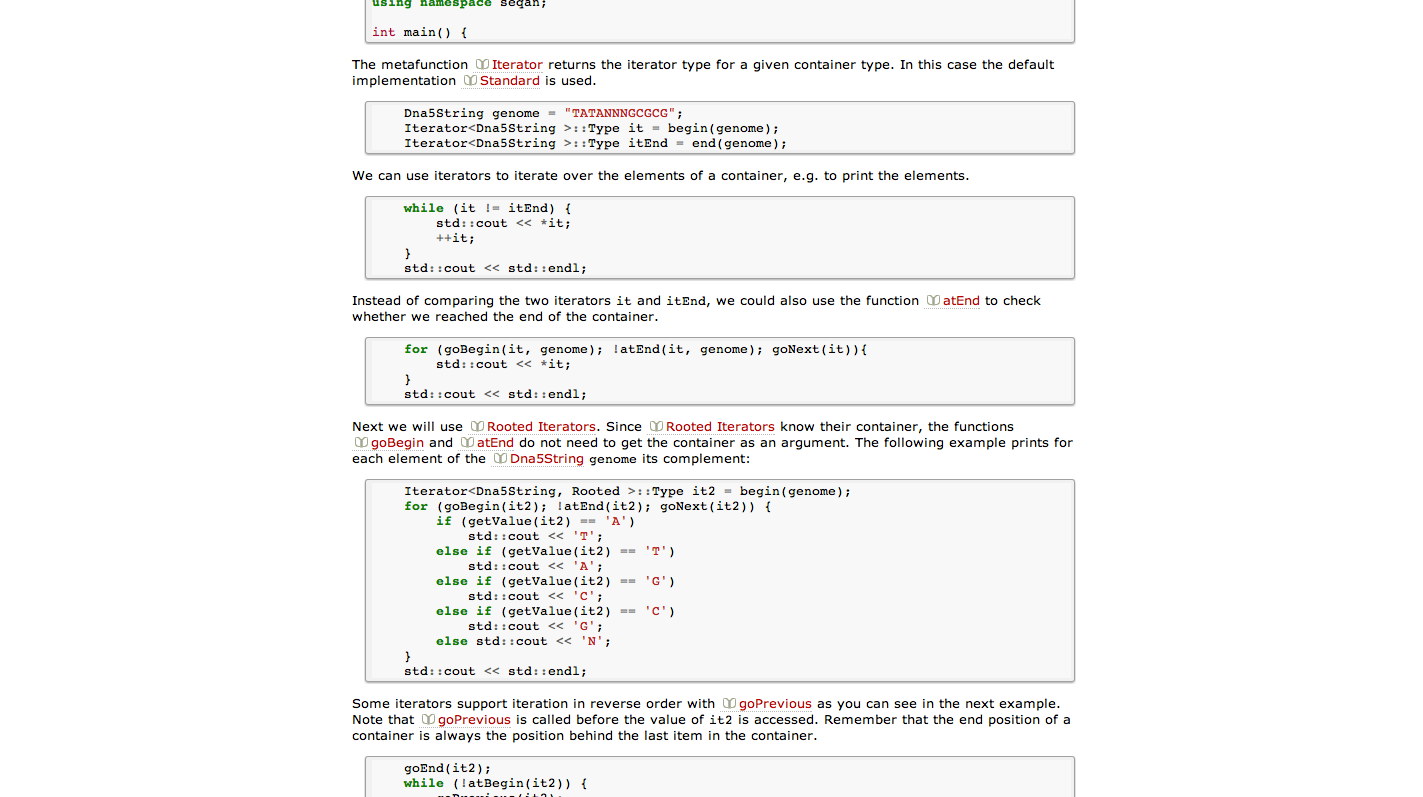 using namespace seqan;
int main() {
The metafunction Iterator returns the iterator type for a given container type. In this case the default
implementation Standard is used.
Dna5String genome = "TATANNNGCGCG";
Iterator<Dna5String >::Type it = begin(genome);
Iterator<Dna5String >::Type itEnd = end(genome);
We can use iterators to iterate over the elements of a container, e.g. to print the elements.
while (it != itEnd) {
std::cout << *it;
++it;
}
std::cout << std::endl;
Instead of comparing the two iterators it and itEnd, we could also use the function atEnd to check
whether we reached the end of the container.
for (goBegin(it, genome); !atEnd(it, genome); goNext(it)){
std::cout << *it;
}
std::cout << std::endl;
Next we will use Rooted Iterators. Since Rooted Iterators know their container, the functions
goBegin and atEnd do not need to get the container as an argument. The following example prints for
each element of the Dna5String genome its complement:
Iterator<Dna5String, Rooted >::Type it2 = begin(genome);
for (goBegin(it2); !atEnd(it2); goNext(it2)) {
if (getValue(it2) == 'A')
std::cout << 'T';
else if (getValue(it2) == 'T')
std::cout << 'A';
else if (getValue(it2) == 'G')
std::cout << 'C';
else if (getValue(it2) == 'C')
std::cout << 'G';
else std::cout << 'N';
}
std::cout << std::endl;
Some iterators support iteration in reverse order with goPrevious as you can see in the next example.
Note that goPrevious is called before the value of it2 is accessed. Remember that the end position of a
container is always the position behind the last item in the container.
goEnd(it2);
while (!atBegin(it2)) {